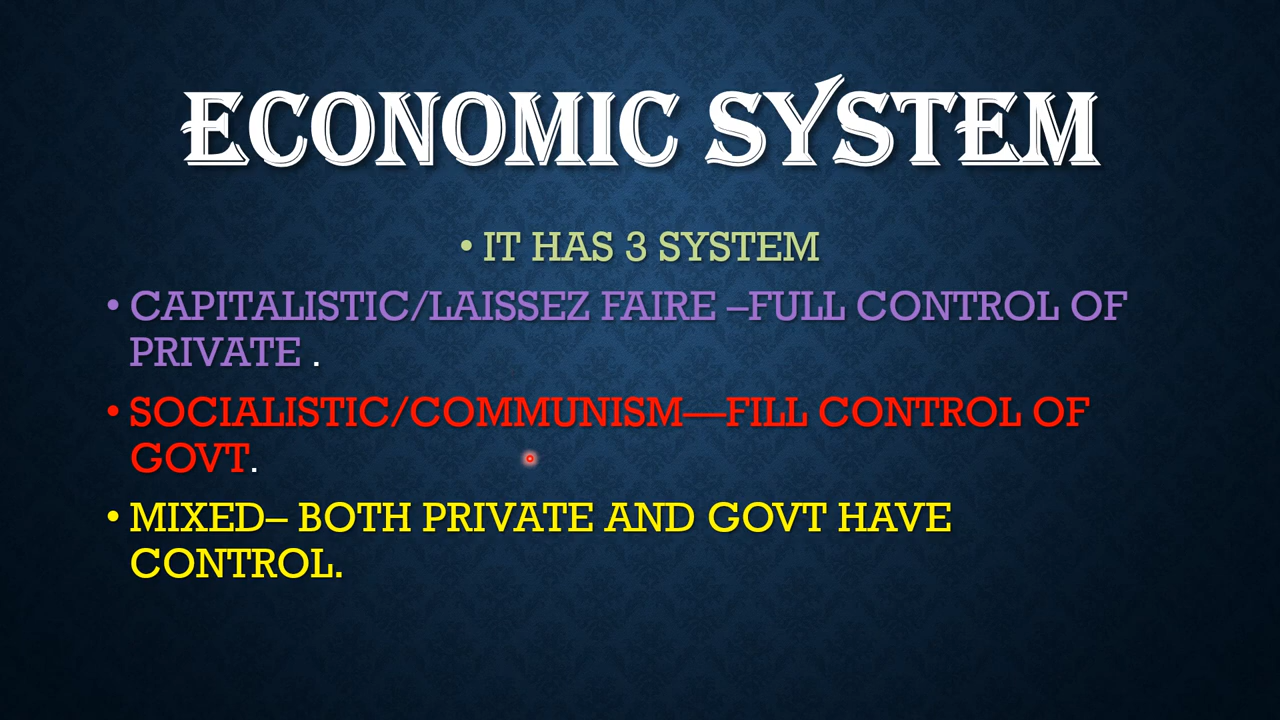 ECONOMIC SYSTEM
• IT HAS 3 SYSTEM
• CAPITALISTIC/LAISSEZ FAIRE –FULL CONTROL OF
PRIVATE .
• SOCIALISTIC/COMMUNISM—FILL CONTROL OF
GOVT.
• MIXED– BOTH PRIVATE AND GOVT HAVE
CONTROL.